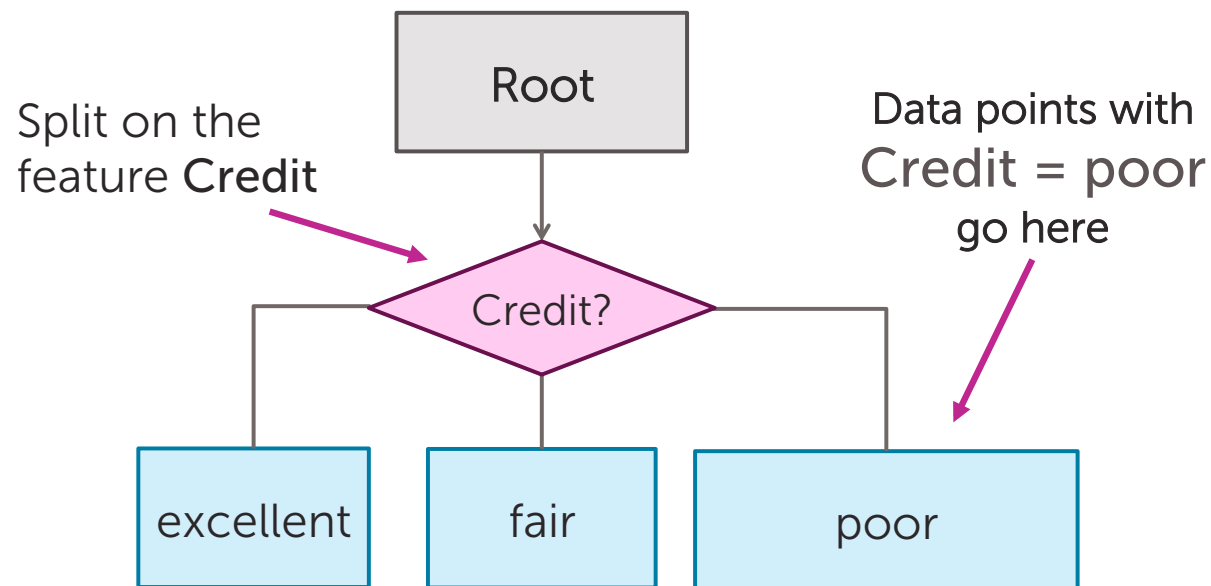 Root
Split on the
feature Credit
Data points with
Credit = poor
go here
Credit?
excellent
fair
poor